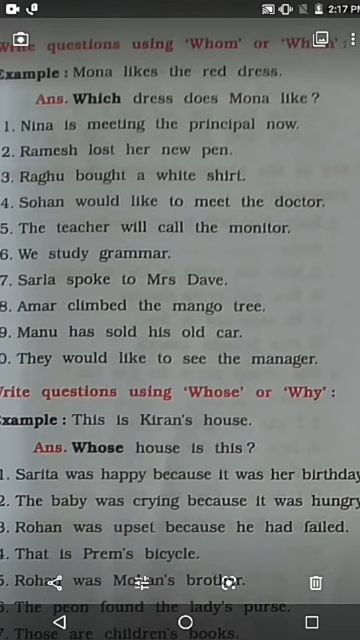 2:17 P
Write questions using 'Whom' or
Example : Mona likes the red dress.
Ans. Which dress does Mona like ?
1. Nina is meeting the principal now.
2. Ramesh lost her new pen.
3. Raghu bought a white shirt.
4. Sohan would like to meet the doctor.
5. The teacher will call the monitor.
6. We study grammar.
7. Sarla spoke to Mrs Dave.
8. Amar climbed the mango tree.
9. Manu has sold his old car.
0. They would like to see the manager.
Write questions using 'Whose' or 'Why' :
Example : This is Kiran's house.
Ans. Whose house is this ?
1. Sarita was happy because it was her birthday
2. The baby was crying because it was hungry
3. Rohan was upset because he had failed.
4. That is Prem's bicycle.
5. Rohan was Mohan's brother.
6. The peon found the lady's purse.
7. Those are children's books.